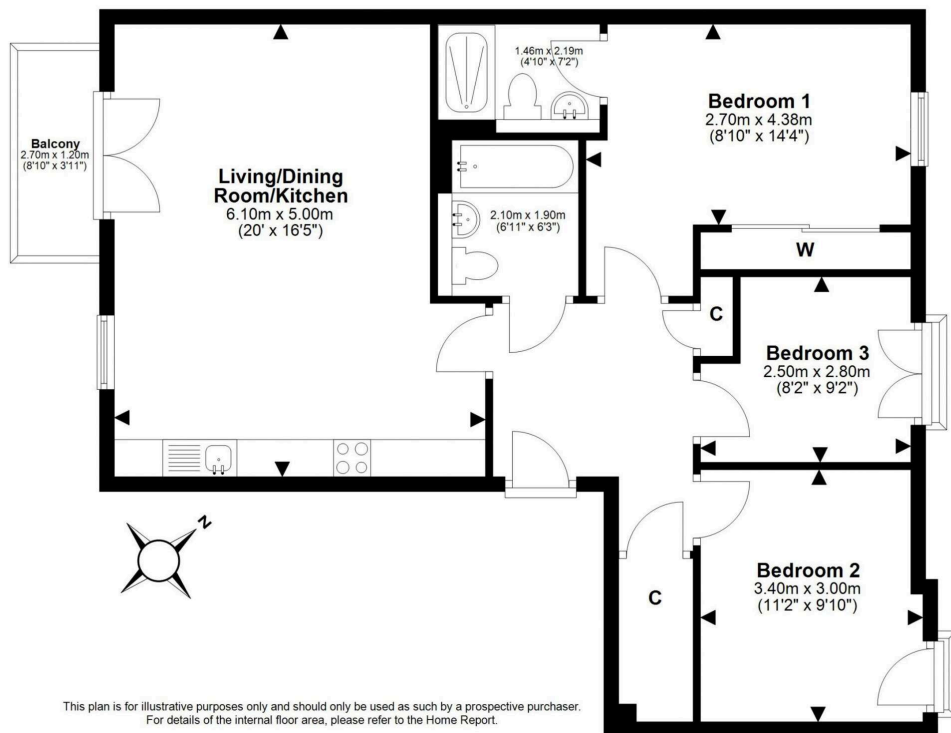 1.46m x 2.19m
(4'10" x 7'2")
Bedroom 1
2.70m x 4.38m
(8'10" x 14'4")
Balcony
2.70m x 1.20m
(8'10" x 3'11")
Living/Dining
Room/Kitchen
6.10m x 5.00m
(20' x 16'5")
2.10m x 1.90m
(6'11" x 6'3")
W
C
Bedroom 3
2.50m x 2.80m
(8'2" x 9'2")
N
Bedroom 2
3.40m x 3.00m
(11'2" x 9'10")
C
This plan is for illustrative purposes only and should only be used as such by a prospective purchaser.
For details of the internal floor area, please refer to the Home Report.